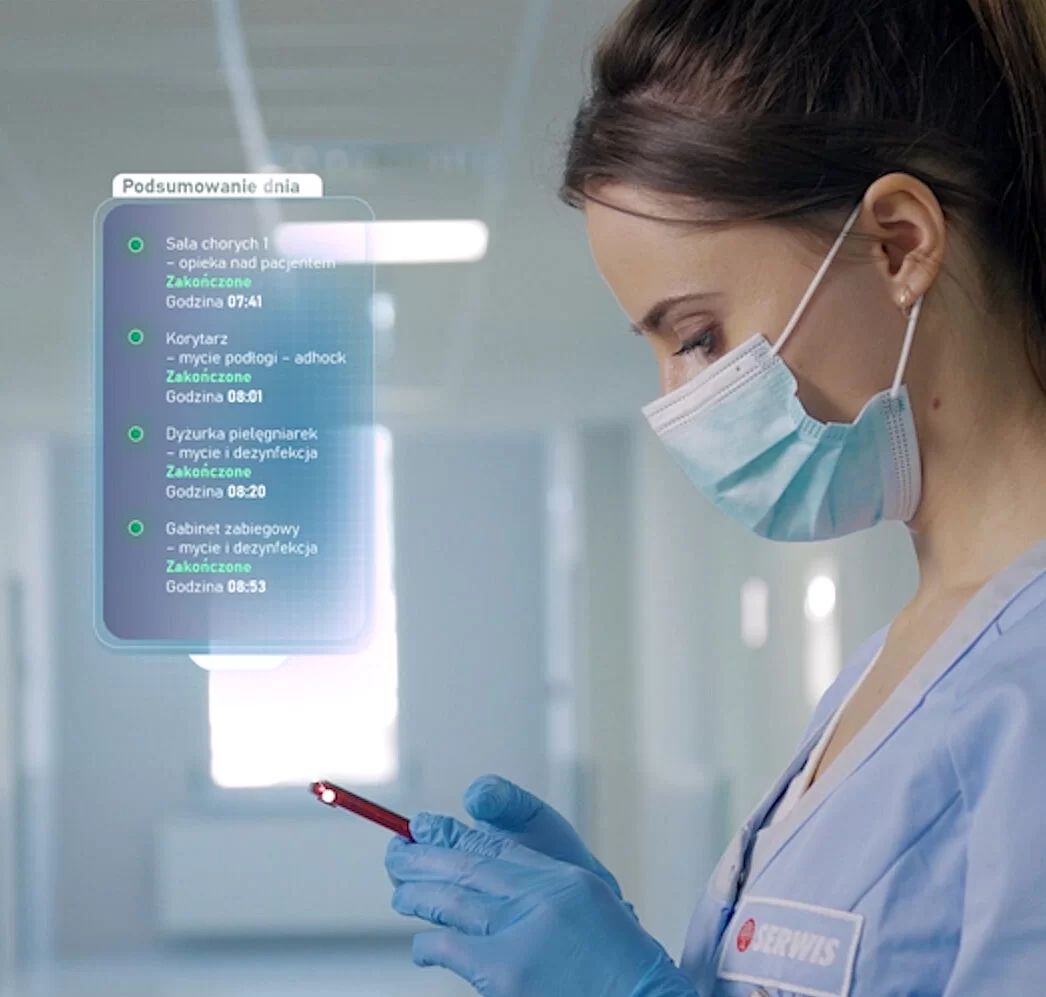 Podsumowanie dnia
Sala chorych 1
– opieka nad pacjentem
Zakończone
Godzina 07:41
Korytarz
– mycie podłogi – adhock
Zakończone
Godzina 08:01
Dyżurka pielęgniarek
– mycie i dezynfekcja
Zakończone
Godzina 08:20
Gabinet zabiegowy
– mycie i dezynfekcja
Zakończone
Godzina 08:53
SERWIS